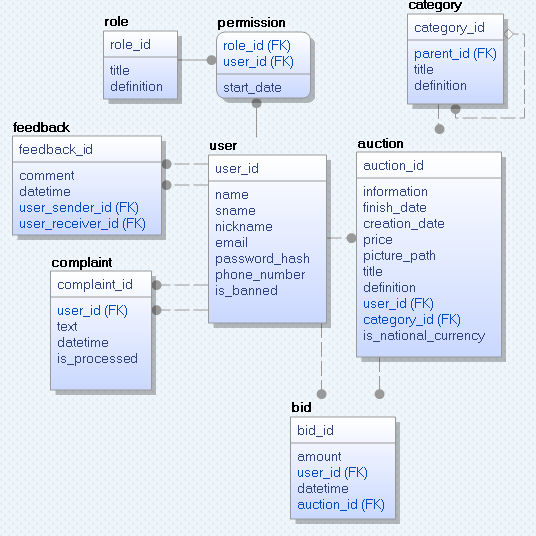 role
role_id
title
definition
permission
role_id (FK)
user_id (FK)
start_date
category
category_id
parent_id (FK)
title
definition
feedback
feedback_id
comment
datetime
user_sender_id (FK)
user_receiver_id (FK)
user
user_id
name
sname
nickname
email
password_hash
phone_number
is_banned
auction
auction_id
information
finish_date
creation_date
price
picture_path
title
definition
user_id (FK)
category_id (FK)
is_national_currency
complaint
complaint_id
user_id (FK)
text
datetime
is_processed
bid
bid_id
amount
user_id (FK)
datetime
auction_id (FK)